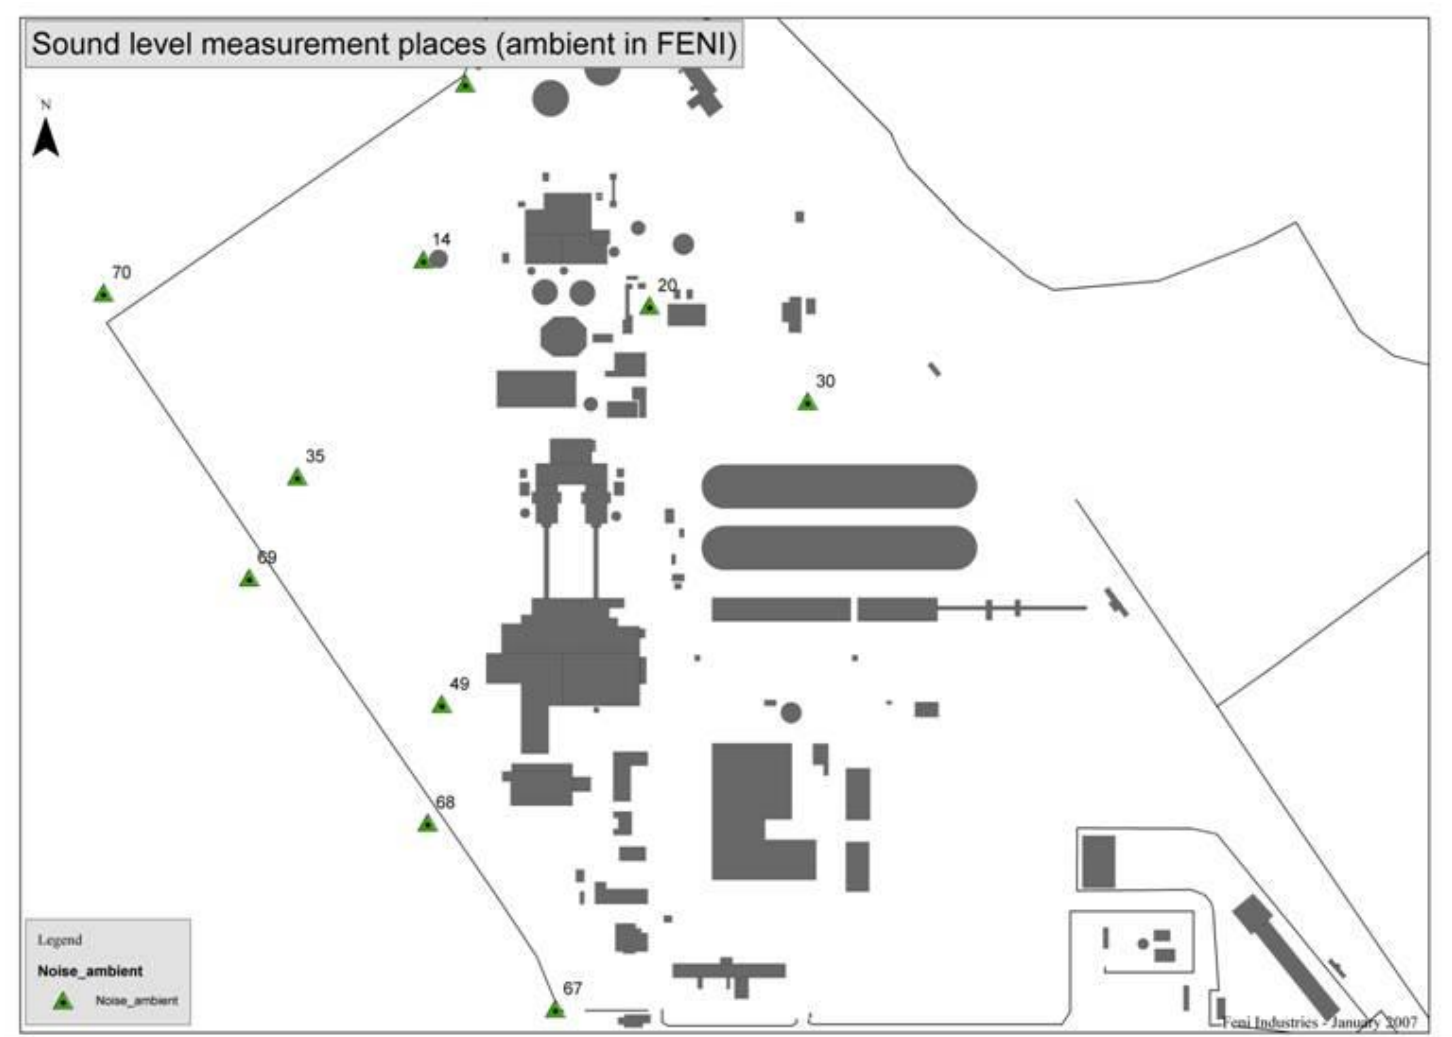 Sound level measurement places (ambient in FENI)
N
14
70
20
30
35
69
49
68
67
Legend
Noise_ambient
Noise_ambient
Feni Industries - January 2007